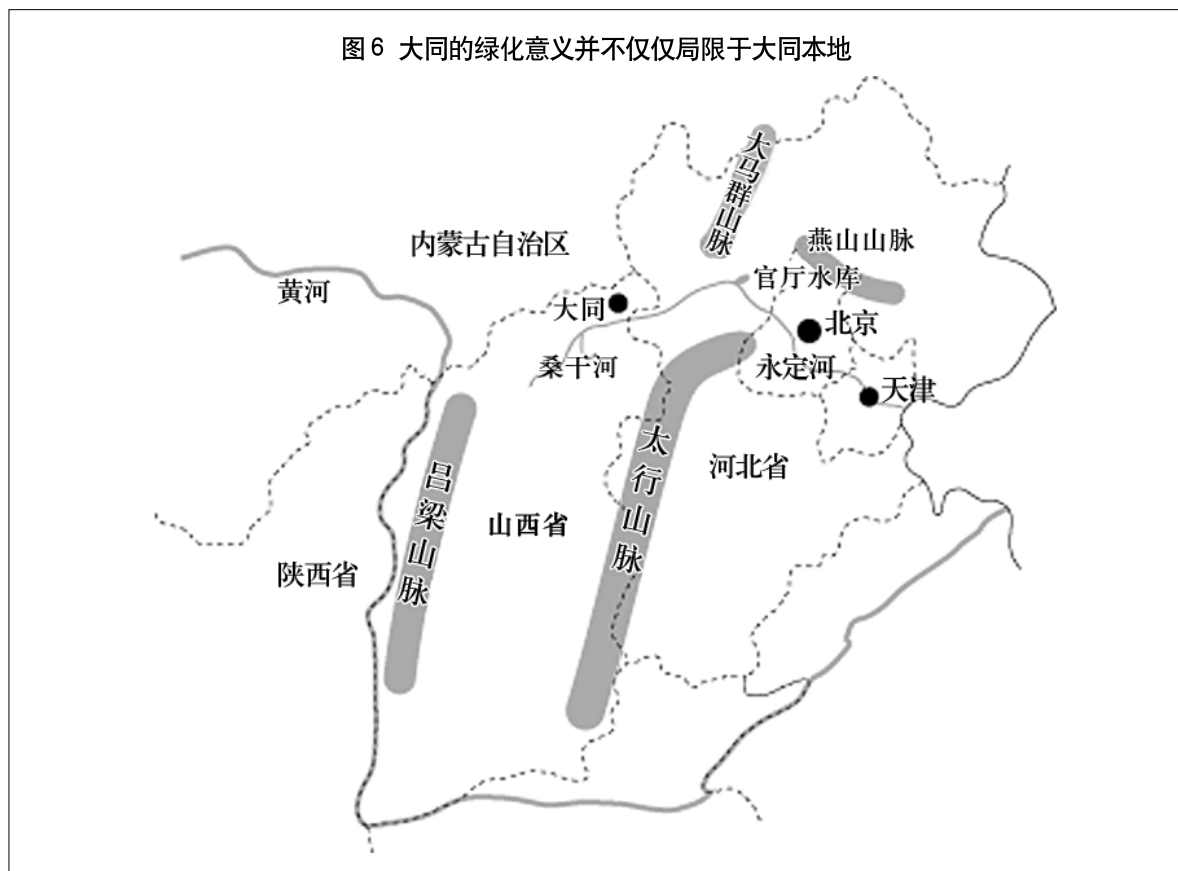 图6 大同的绿化意义并不仅仅局限于大同本地
大马群山脉
燕山山脉
内蒙古自治区
官厅水库
黄河
大同
北京
桑干河
永定河
天津
太行山脉
河北省
吕梁山脉
山西省
陕西省